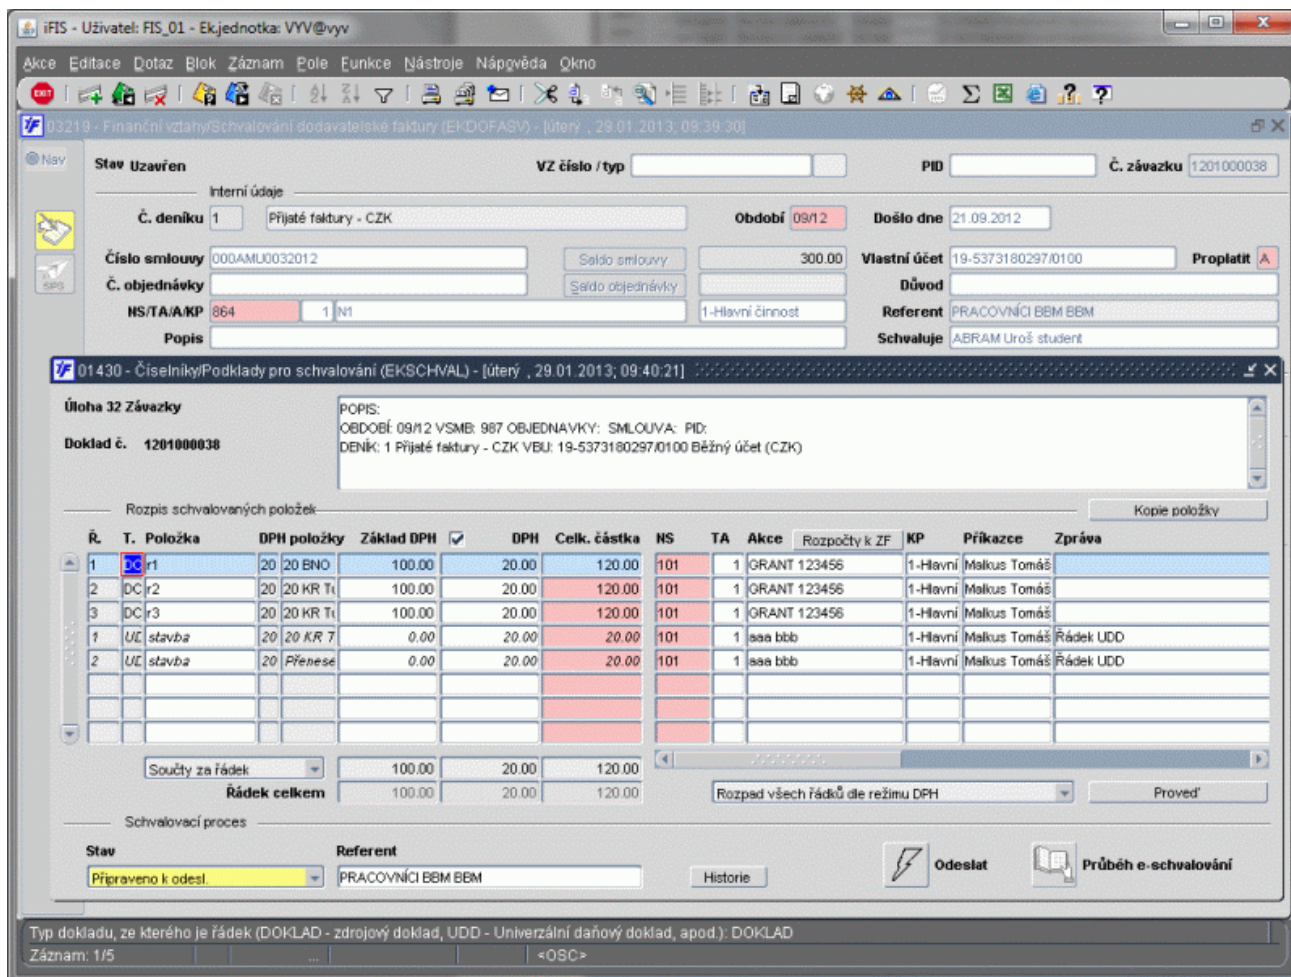 iFIS - Uživatel: FIS_01 - Ek.jednotka: VYV@vyv
Akce Editace Dotaz Blok Záznam Pole Funkce Nástroje Nápověda Okno
EXIT
03219 - Finanční vztahy/Schvalování dodavatelské faktury (EKDOFASV) - [úterý , 29.01.2013; 09:39:30]
Nav
Stav Uzavřen VZ číslo / typ PID Č. závazku 1201000038
Interní údaje
Č. deníku 1 Přijaté faktury - CZK Období 09/12 Došlo dne 21.09.2012
Číslo smlouvy 000AMU0032012 Saldo smlouvy 300.00 Vlastní účet 19-5373180297/0100 Proplatit A
SIPS
Č. objednávky Saldo objednávky Důvod
NS/TA/A/KP 864 1 N1 1-Hlavní činnost Referent PRACOVNÍCI BBM BBM
Popis Schvaluje ABRAM Uroš student
01430 - Číselníky/Podklady pro schvalování (EKSCHVAL) - [úterý , 29.01.2013; 09:40:21]
Úloha 32 Závazky
Doklad č. 1201000038
POPIS:
OBDOBÍ: 09/12 VSMB: 987 OBJEDNAVKY: SMLOUVA: PID:
DENÍK: 1 Přijaté faktury - CZK VBU: 19-5373180297/0100 Běžný účet (CZK)
Rozpis schvalovaných položek Kopie položky
Ř. T. Položka DPH položky Základ DPH DPH Celk. částka NS TA Akce Rozpočty k ZF KP Příkazce Zpráva
1 DC r1 20 20 BNO 100.00 20.00 120.00 101 1 GRANT 123456 1-Hlavní Malkus Tomáš
2 DC r2 20 20 KR Tu 100.00 20.00 120.00 101 1 GRANT 123456 1-Hlavní Malkus Tomáš
3 DC r3 20 20 KR Tu 100.00 20.00 120.00 101 1 GRANT 123456 1-Hlavní Malkus Tomáš
1 UD stavba 20 20 KR T 0.00 20.00 20.00 101 1 aaa bbb 1-Hlavní Malkus Tomáš Řádek UDD
2 UD stavba 20 Přenese 0.00 20.00 20.00 101 1 aaa bbb 1-Hlavní Malkus Tomáš Řádek UDD
Součty za řádek 100.00 20.00 120.00
Řádek celkem 100.00 20.00 120.00 Rozpad všech řádků dle režimu DPH Proveď
Schvalovací proces
Stav Referent
Připraveno k odesl. PRACOVNÍCI BBM BBM Historie Odeslat Průběh e-schvalování
Typ dokladu, ze kterého je řádek (DOKLAD - zdrojový doklad, UDD - Univerzální daňový doklad, apod.): DOKLAD
Záznam: 1/5 ... <OSC>